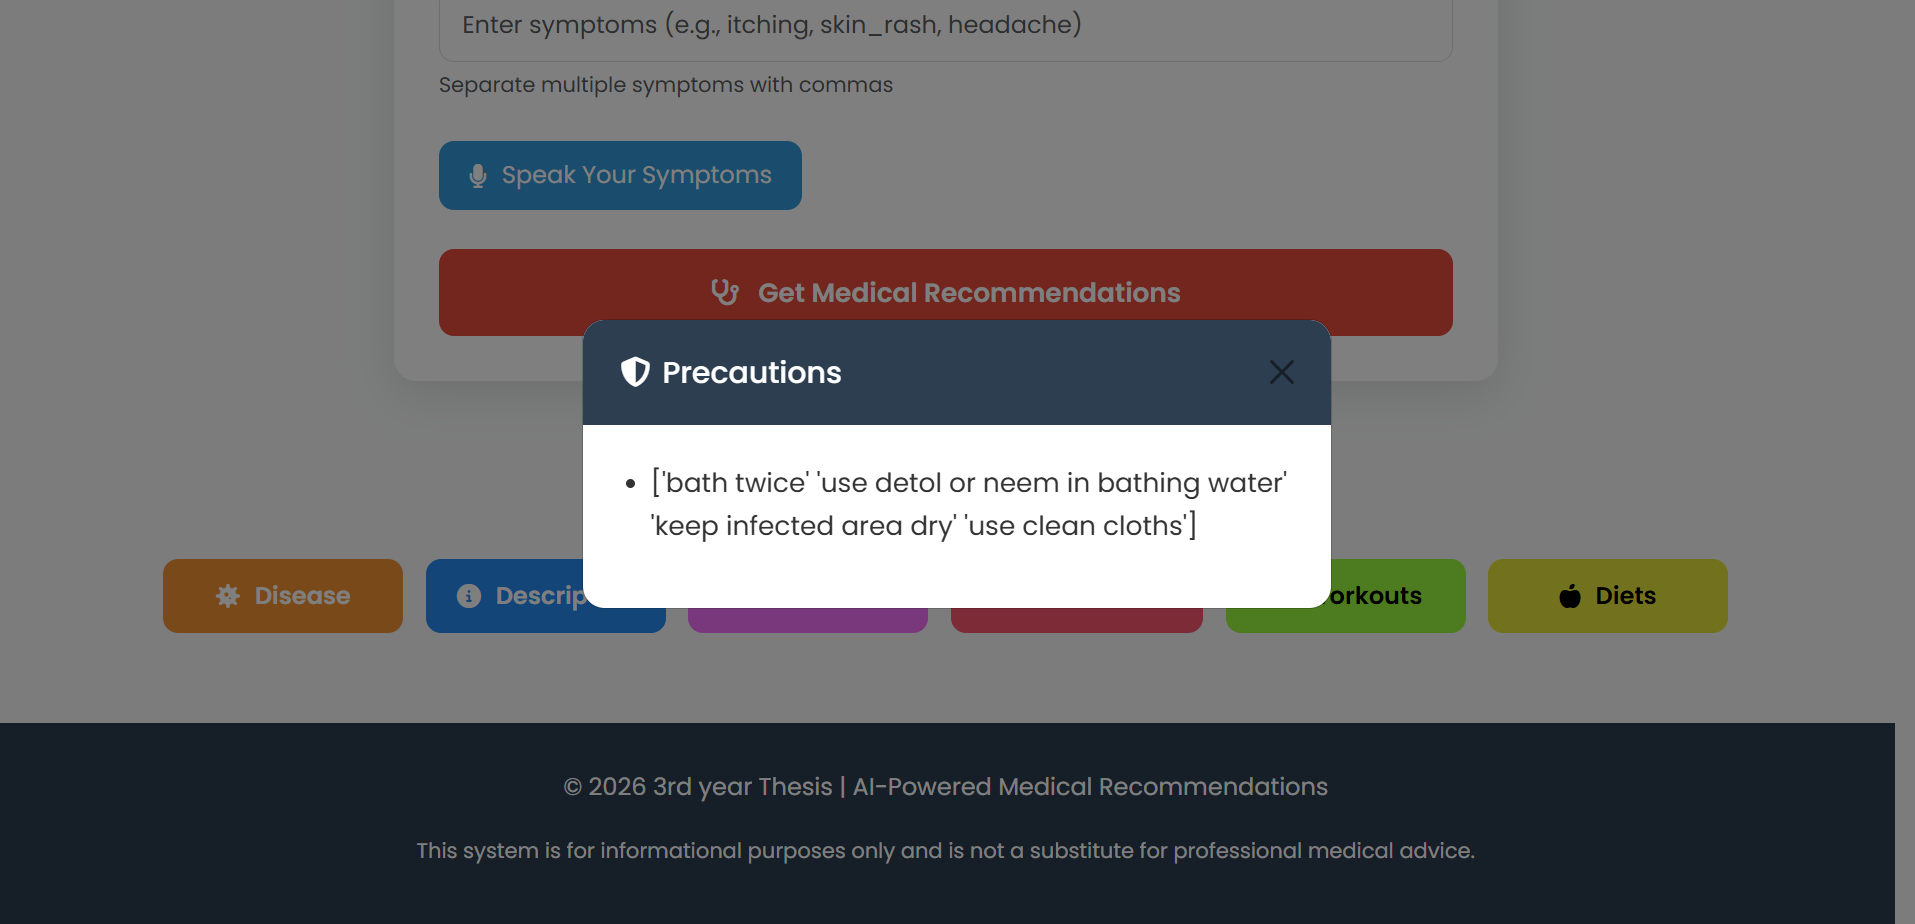 Enter symptoms (e.g., itching, skin_rash, headache)
Separate multiple symptoms with commas
Speak Your Symptoms
Get Medical Recommendations
Precautions
['bath twice' 'use detol or neem in bathing water'
'keep infected area dry' 'use clean cloths']
Disease
Descrip
orkouts
Diets
© 2026 3rd year Thesis | AI-Powered Medical Recommendations
This system is for informational purposes only and is not a substitute for professional medical advice.